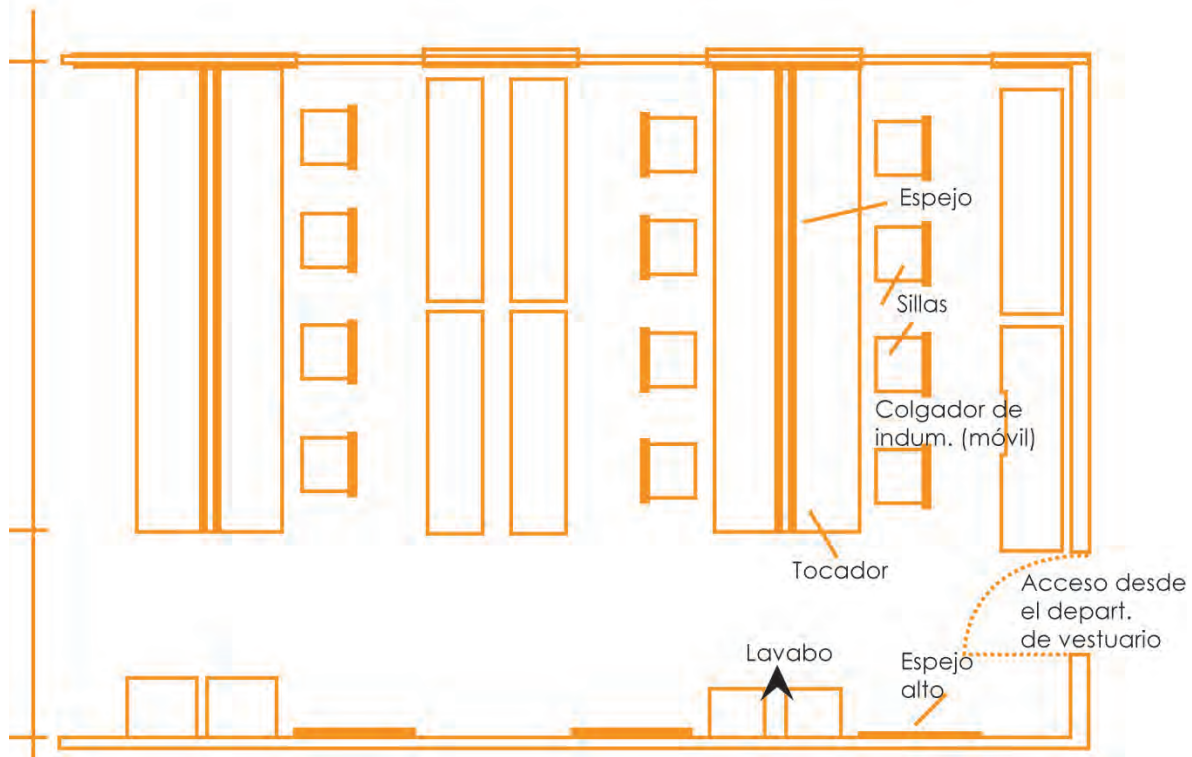 Espejo
Sillas
Colgador de
indum. (móvil)
Tocador
Acceso desde
el depart.
de vestuario
Lavabo
Espejo
alto